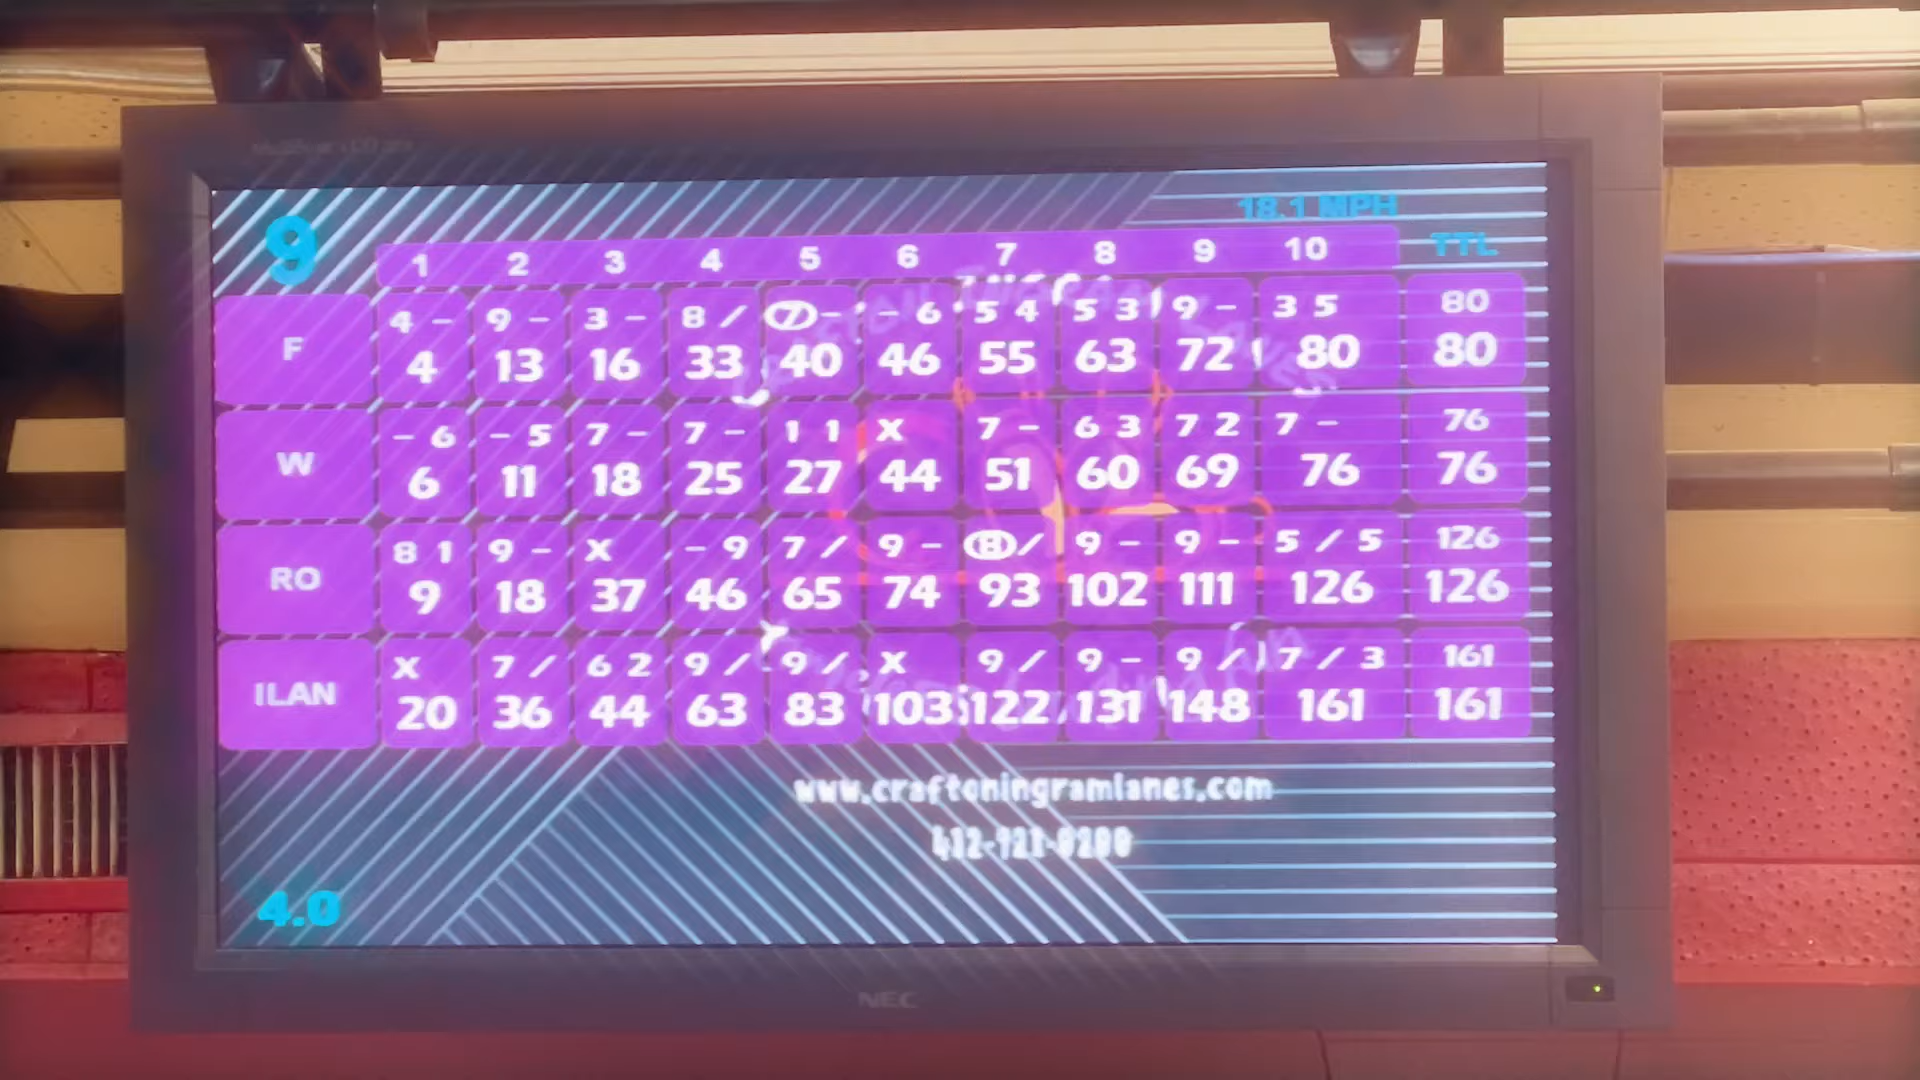 18.1 MPH
9 1 2 3 4 5 6 7 8 9 10 TTL
4 - 9 - 3 - 8 / 7 - - 6 5 4 5 3 9 - 3 5 80
F 4 13 16 33 40 46 55 63 72 80 80
- 6 - 5 7 - 7 - 1 1 X 7 - 6 3 7 2 7 - 76
W 6 11 18 25 27 44 51 60 69 76 76
8 1 9 - X - 9 7 / 9 - 8 / 9 - 9 - 5 / 5 126
RO 9 18 37 46 65 74 93 102 111 126 126
X 7 / 6 2 9 / 9 / X 9 / 9 - 9 / 7 / 3 161
ILAN 20 36 44 63 83 103 122 131 148 161 161
www.craftoningramlanes.com
4.0
NEC